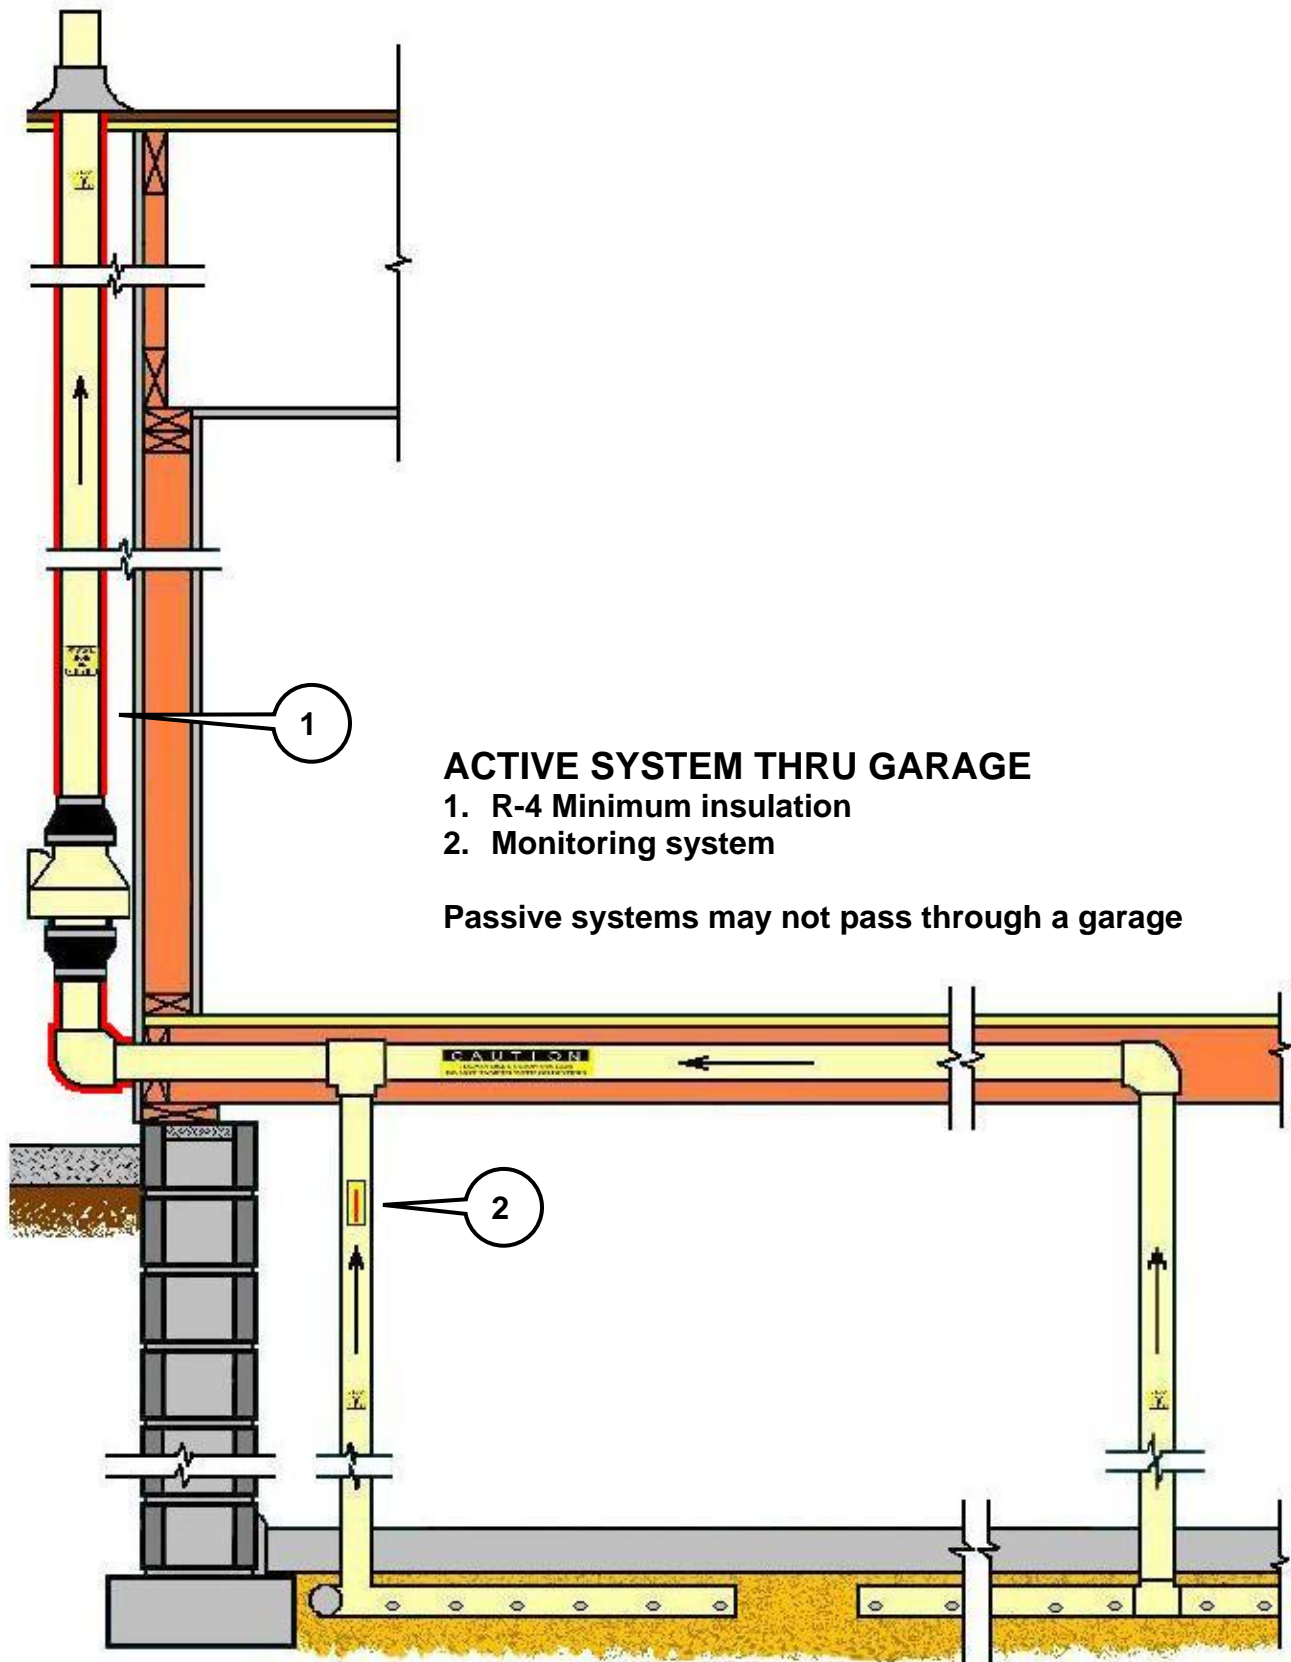 1
ACTIVE SYSTEM THRU GARAGE
1. R-4 Minimum insulation
2. Monitoring system
Passive systems may not pass through a garage
CAUTION
2